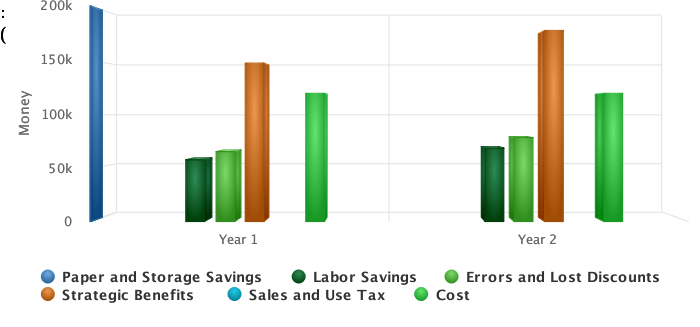 :
(
200k
150k
100k
50k
0
Money
Year 1 Year 2
Paper and Storage Savings Labor Savings Errors and Lost Discounts
Strategic Benefits Sales and Use Tax Cost